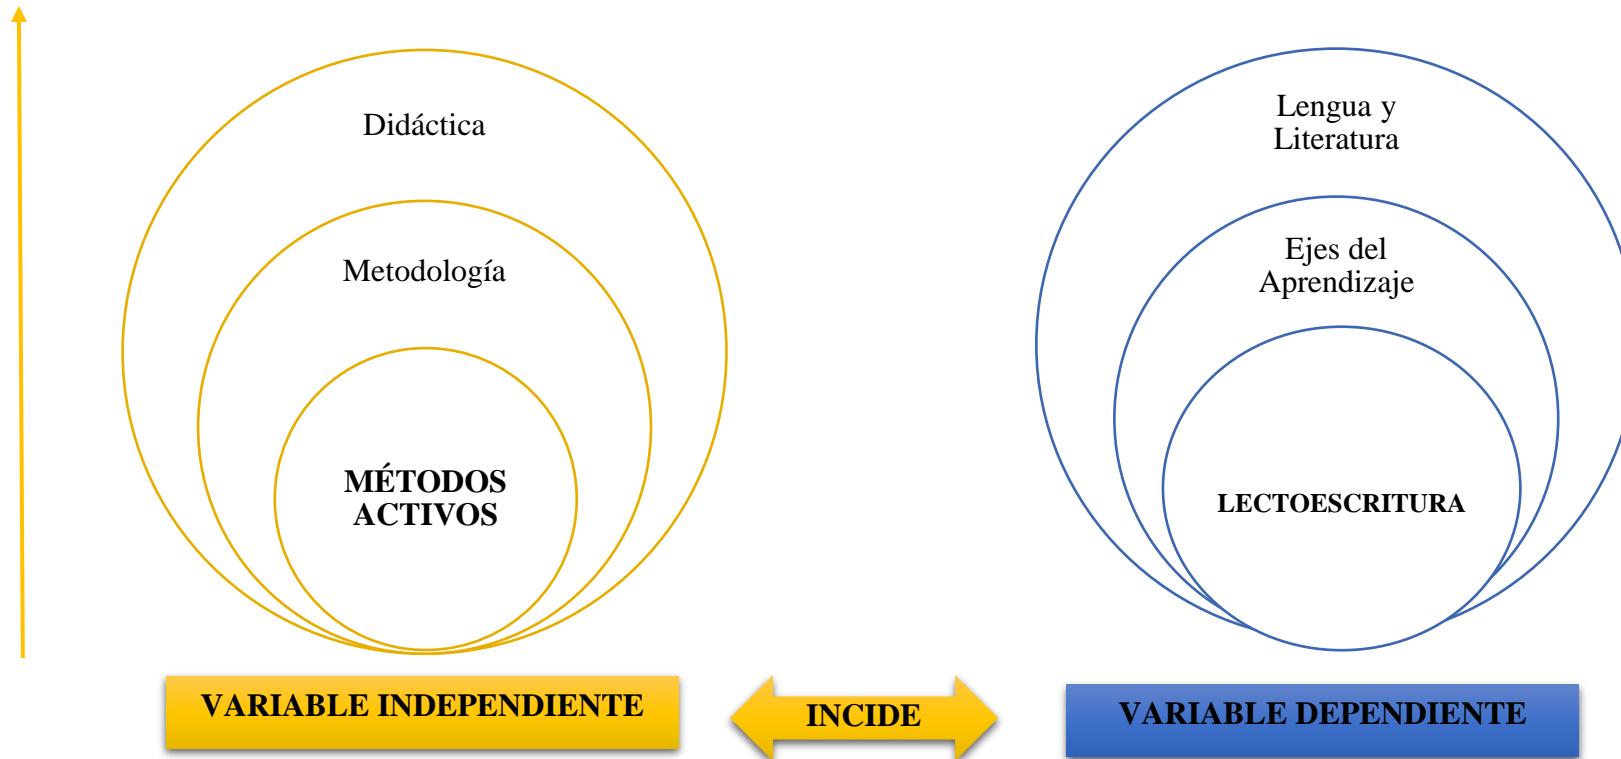 Didáctica
Metodología
MÉTODOS
ACTIVOS
VARIABLE INDEPENDIENTE
INCIDE
Lengua y
Literatura
Ejes del
Aprendizaje
LECTOESCRITURA
VARIABLE DEPENDIENTE